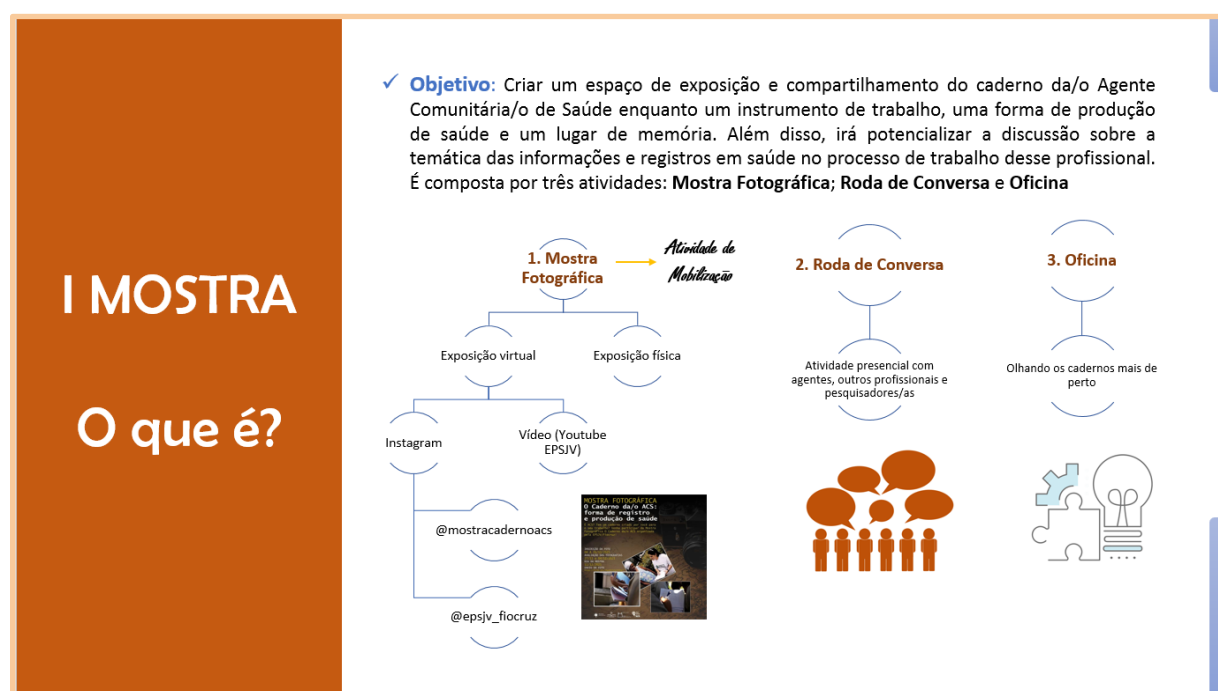 I MOSTRA
O que é?
✓ Objetivo: Criar um espaço de exposição e compartilhamento do caderno da/o Agente
Comunitária/o de Saúde enquanto um instrumento de trabalho, uma forma de produção
de saúde e um lugar de memória. Além disso, irá potencializar a discussão sobre a
temática das informações e registros em saúde no processo de trabalho desse profissional.
É composta por três atividades: Mostra Fotográfica; Roda de Conversa e Oficina
1. Mostra
Fotográfica
Atividade de
Mobilização
Exposição virtual
Exposição física
Instagram
Vídeo (Youtube
EPSJV)
@mostracadernoacs
@epsjv_fiocruz
MOSTRA FOTOGRÁFICA
O Caderno da/o ACS:
forma de registro
e produção de saúde
2. Roda de Conversa
Atividade presencial com
agentes, outros profissionais e
pesquisadores/as
3. Oficina
Olhando os cadernos mais de
perto